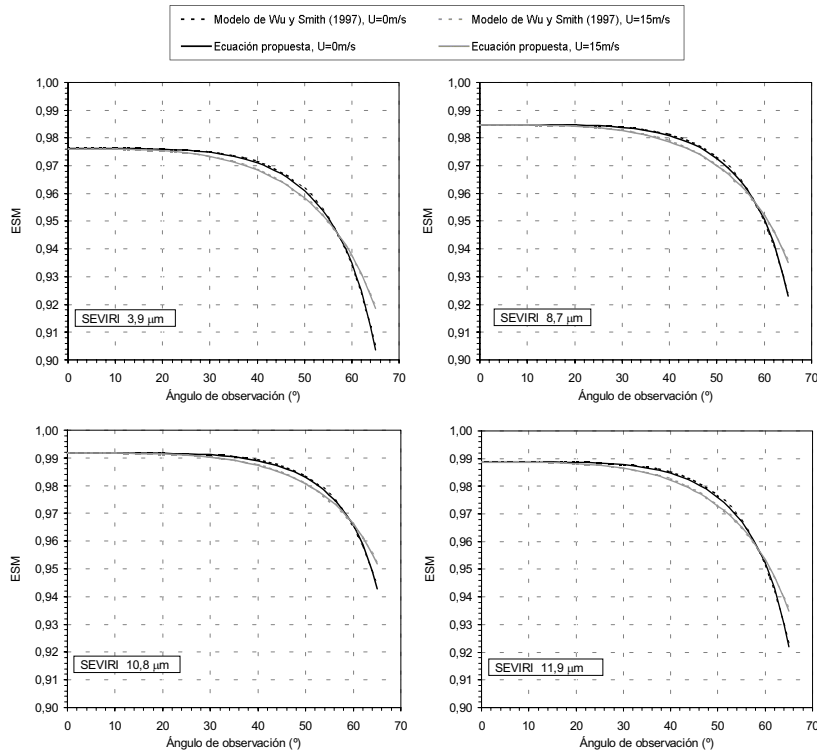 Modelo de Wu y Smith (1997), U=0m/s
Modelo de Wu y Smith (1997), U=15m/s
Ecuación propuesta, U=0m/s
Ecuación propuesta, U=15m/s
1,00
0,99
0,98
0,97
0,96
0,95
0,94
0,93
0,92
0,91
0,90
ESM
SEVIRI 3,9 μm
0 10 20 30 40 50 60 70
Ángulo de observación (º)
1,00
0,99
0,98
0,97
0,96
0,95
0,94
0,93
0,92
0,91
0,90
ESM
SEVIRI 8,7 μm
0 10 20 30 40 50 60 70
Ángulo de observación (º)
1,00
0,99
0,98
0,97
0,96
0,95
0,94
0,93
0,92
0,91
0,90
ESM
SEVIRI 10,8 μm
0 10 20 30 40 50 60 70
Ángulo de observación (º)
1,00
0,99
0,98
0,97
0,96
0,95
0,94
0,93
0,92
0,91
0,90
ESM
SEVIRI 11,9 μm
0 10 20 30 40 50 60 70
Ángulo de observación (º)